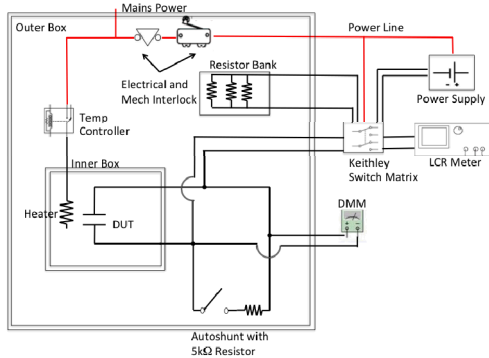 Mains Power
Outer Box
Power Line
Resistor Bank
Electrical and
Mech Interlock
Power Supply
Temp
Controller
Keithley
Switch Matrix
LCR Meter
Inner Box
Heater
DUT
DMM
Autoshunt with
5kΩ Resistor